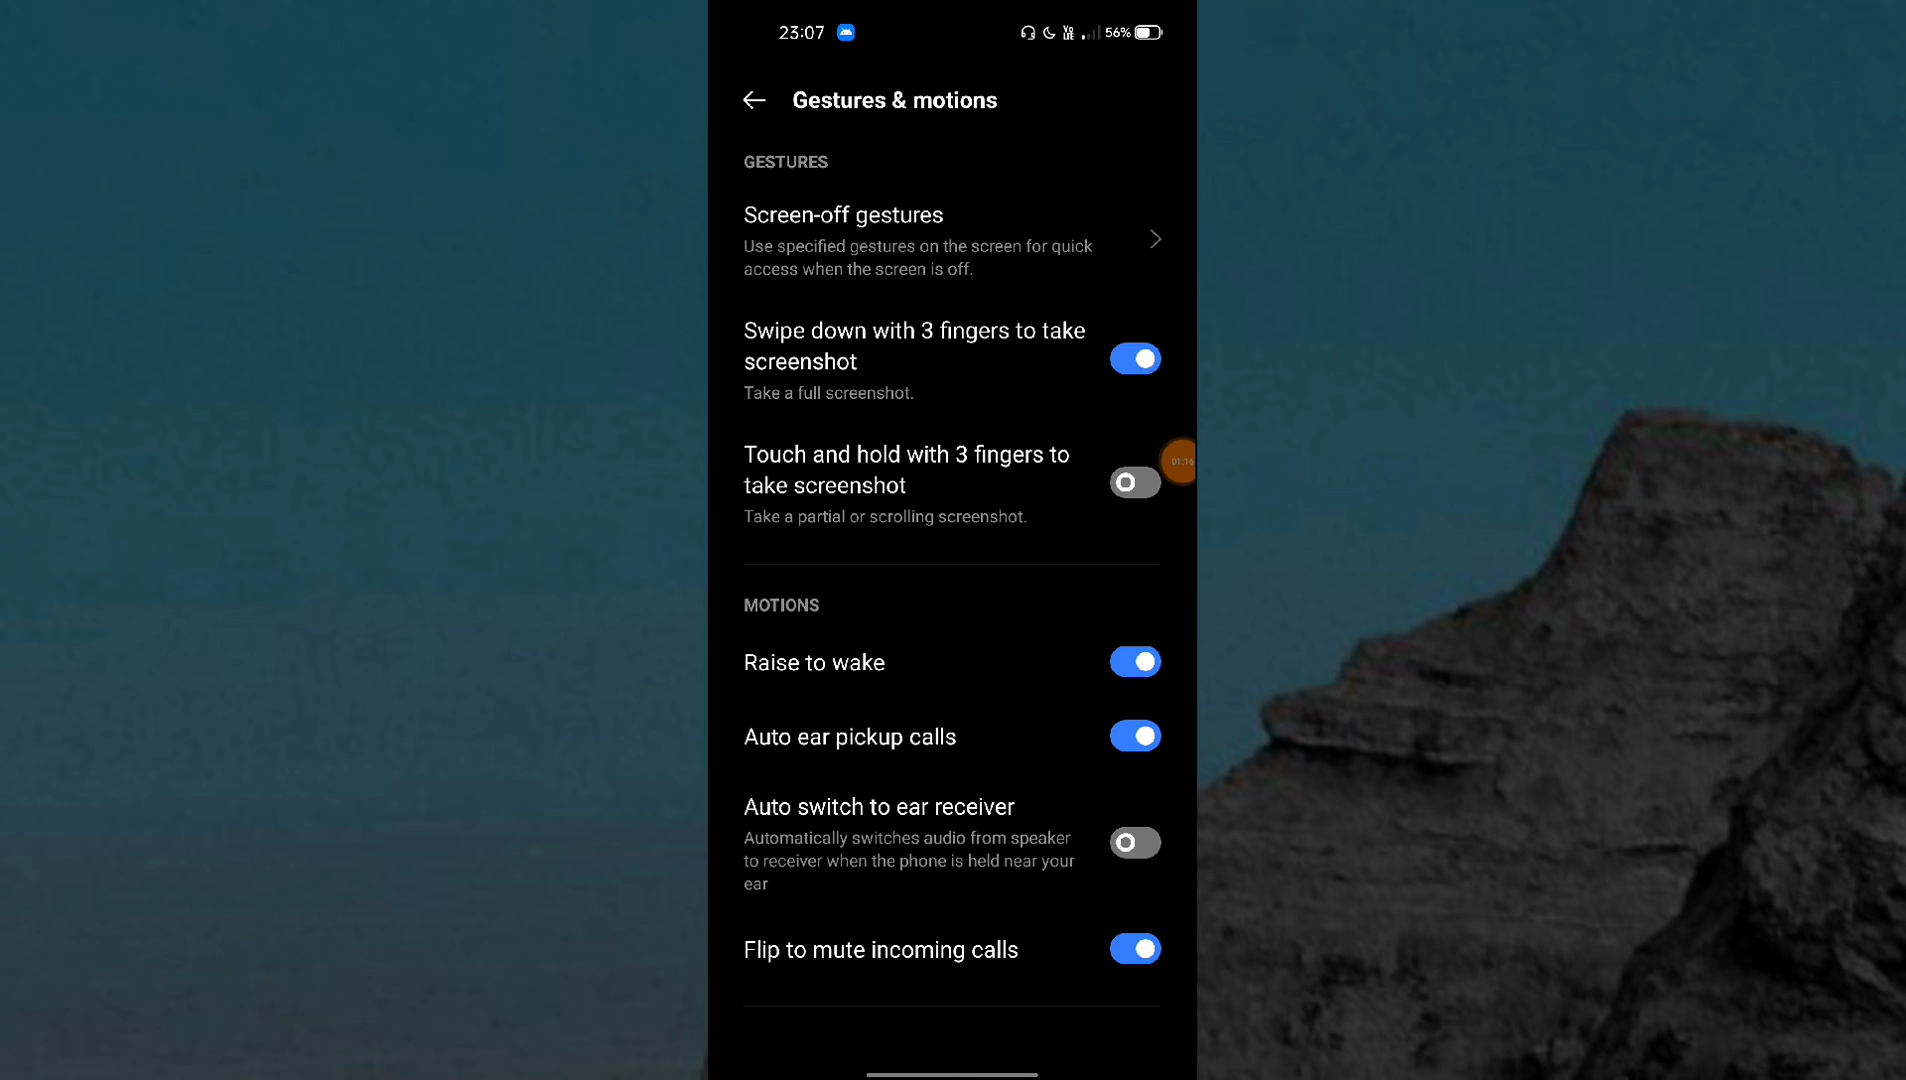 23:07
Vo LTE 56%
Gestures & motions
GESTURES
Screen-off gestures
Use specified gestures on the screen for quick
access when the screen is off.
Swipe down with 3 fingers to take
screenshot
Take a full screenshot.
Touch and hold with 3 fingers to
take screenshot
01:16
Take a partial or scrolling screenshot.
MOTIONS
Raise to wake
Auto ear pickup calls
Auto switch to ear receiver
Automatically switches audio from speaker
to receiver when the phone is held near your
ear
Flip to mute incoming calls